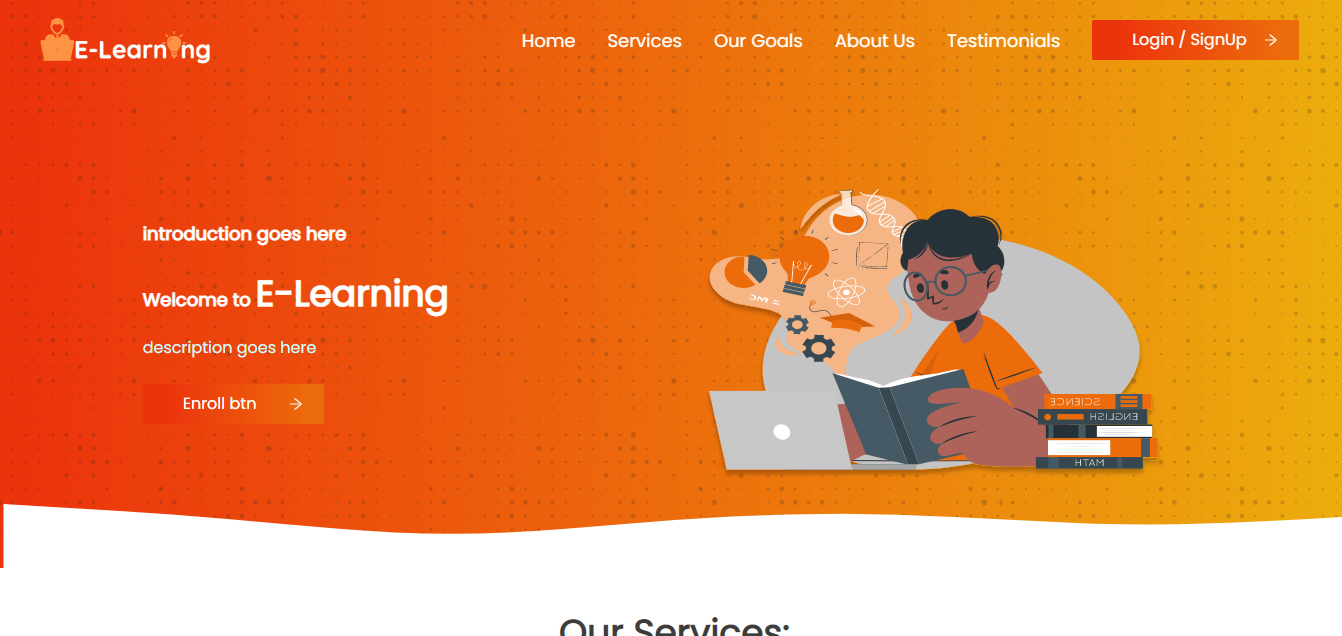 E-Learning
Home Services Our Goals About Us Testimonials Login / SignUp
introduction goes here
Welcome to E-Learning
description goes here
Enroll btn
SCIENCE
ENGLISH
MATH
Our Services: